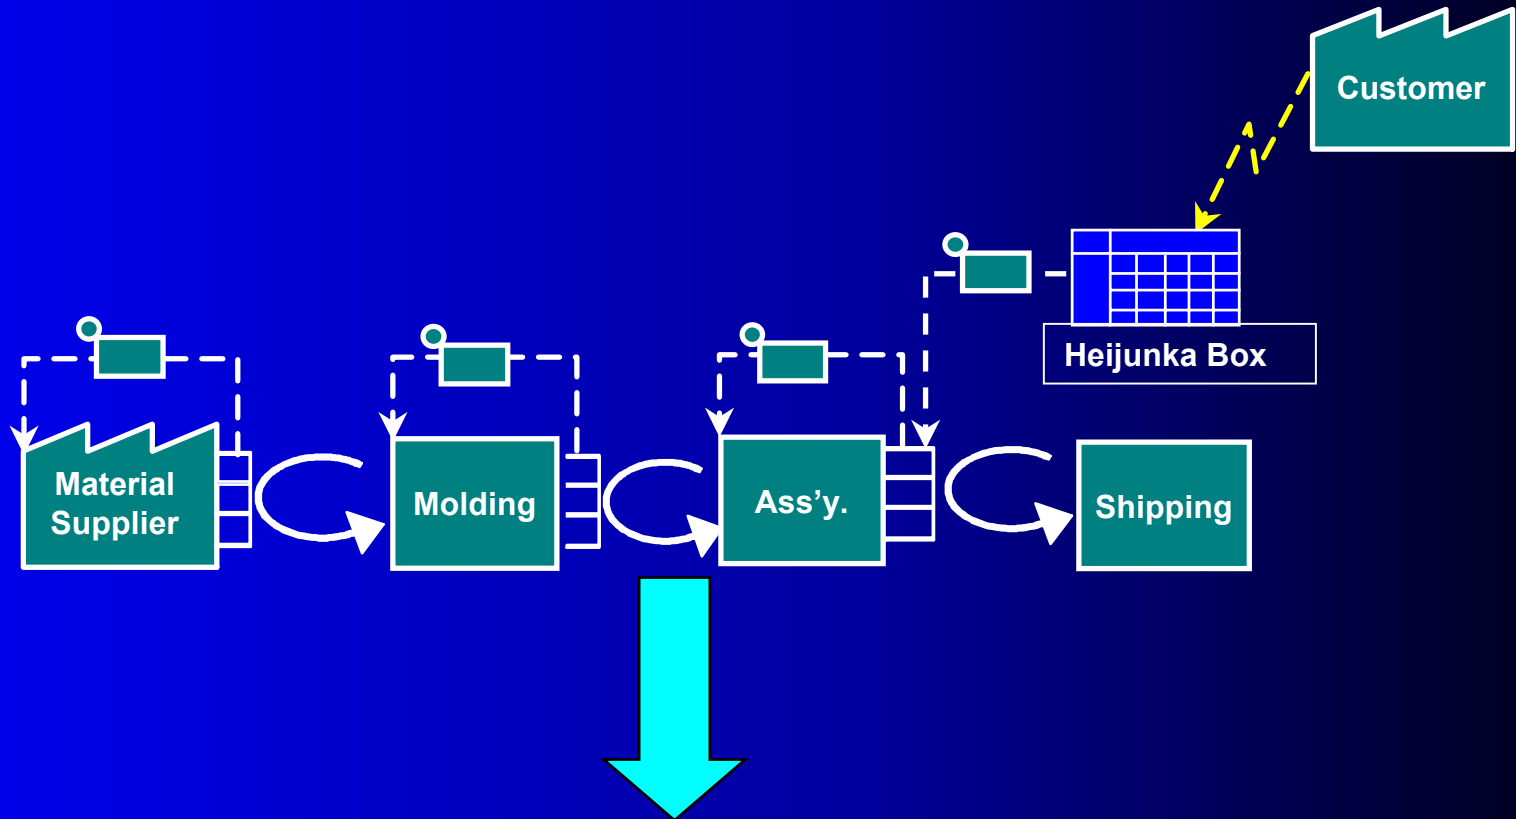 Customer
Heijunka Box
Material
Supplier
Molding
Ass’y.
Shipping